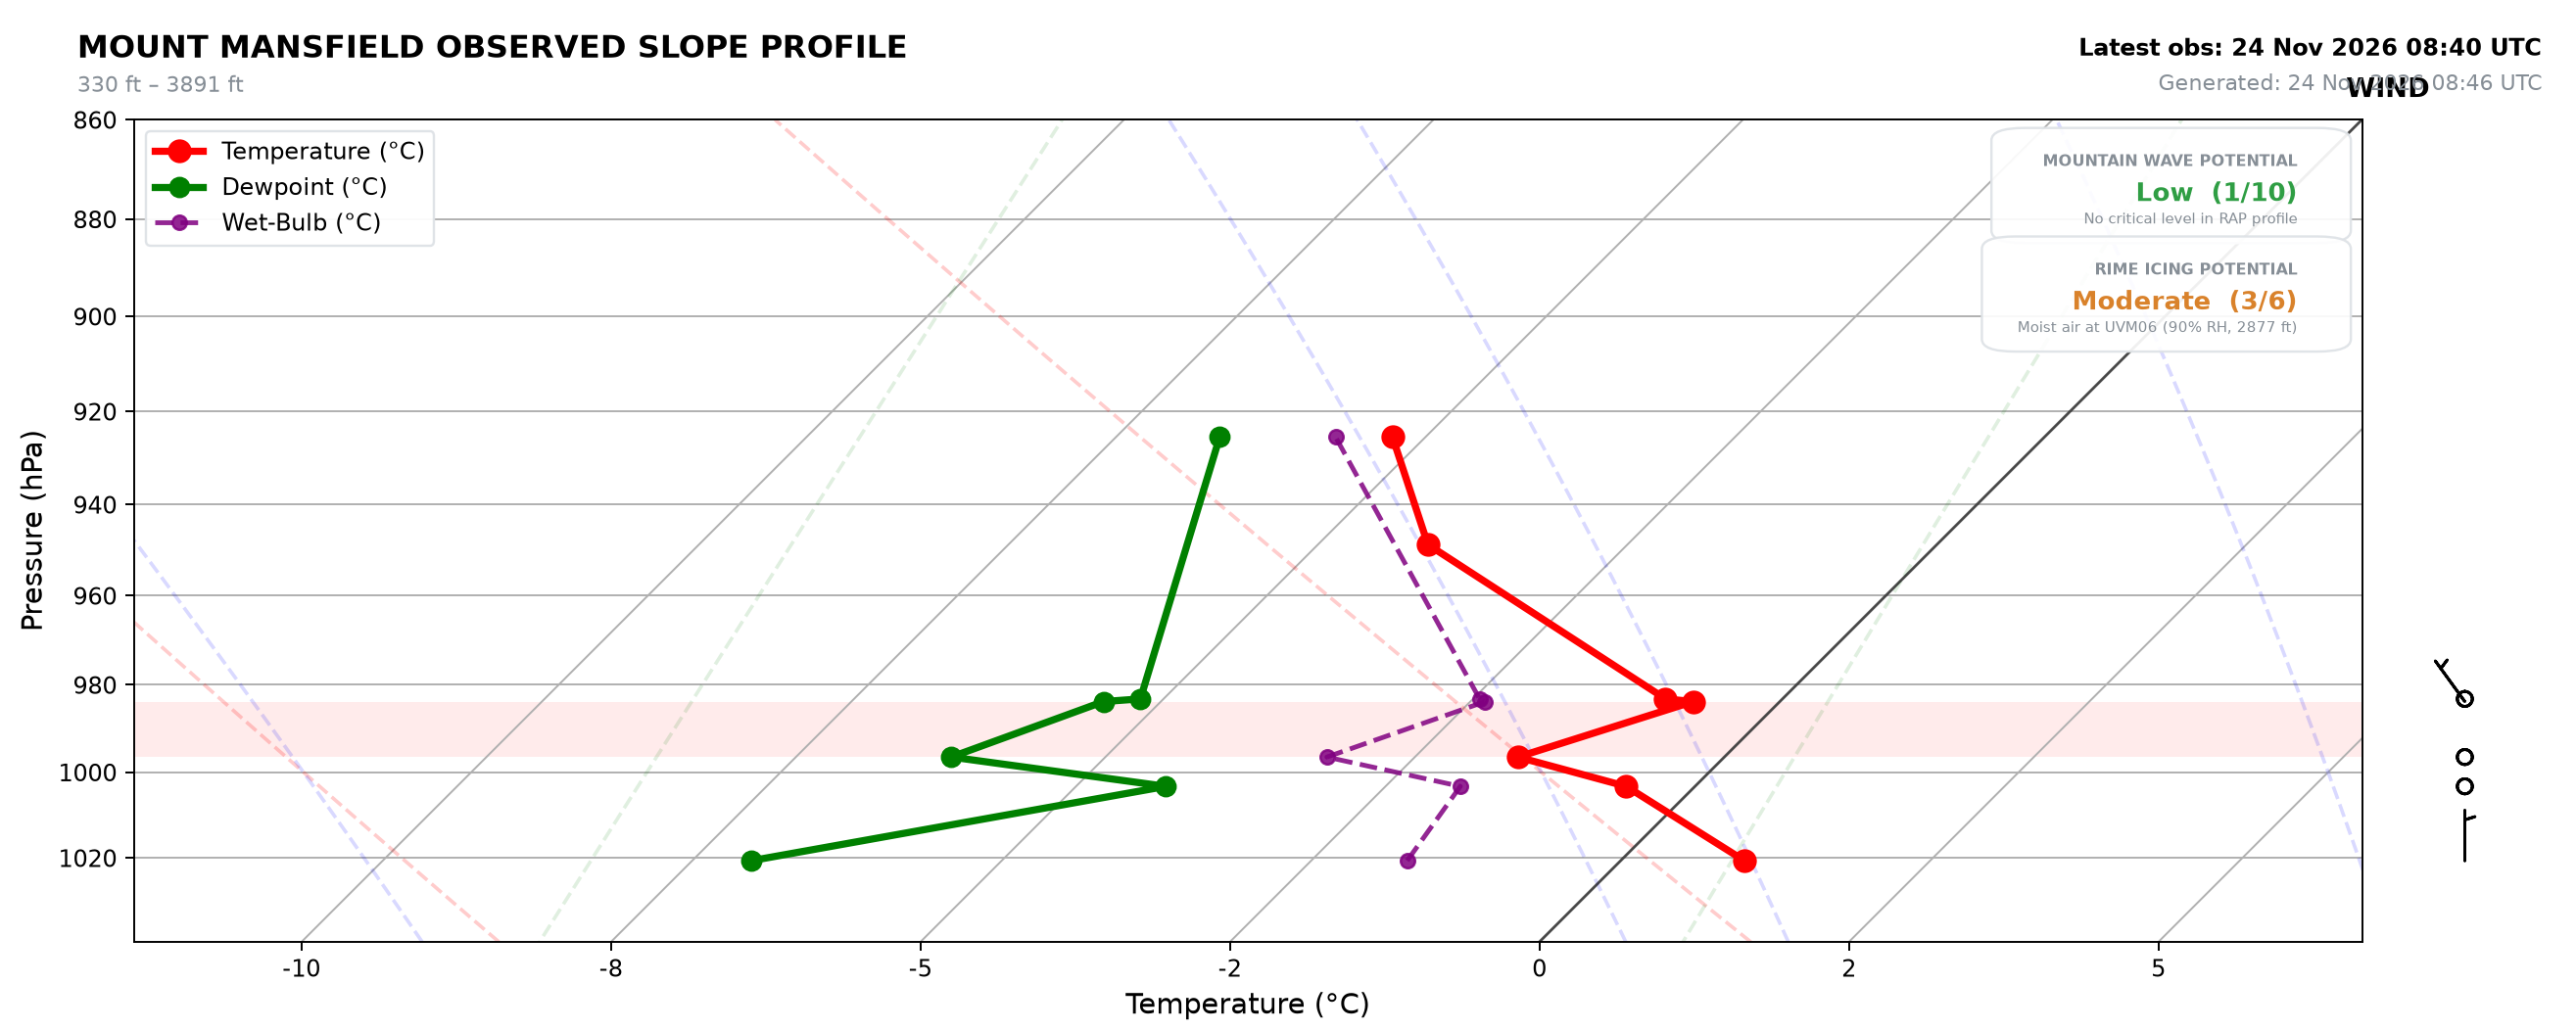 MOUNT MANSFIELD OBSERVED SLOPE PROFILE
330 ft – 3891 ft
Latest obs: 24 Nov 2026 08:40 UTC
Generated: 24 Nov 2026 08:46 UTC
WIND
Temperature (°C)
Dewpoint (°C)
Wet-Bulb (°C)
MOUNTAIN WAVE POTENTIAL
Low (1/10)
No critical level in RAP profile
RIME ICING POTENTIAL
Moderate (3/6)
Moist air at UVM06 (90% RH, 2877 ft)
Pressure (hPa)
860
880
900
920
940
960
980
1000
1020
-10 -8 -5 -2 0 2 5
Temperature (°C)